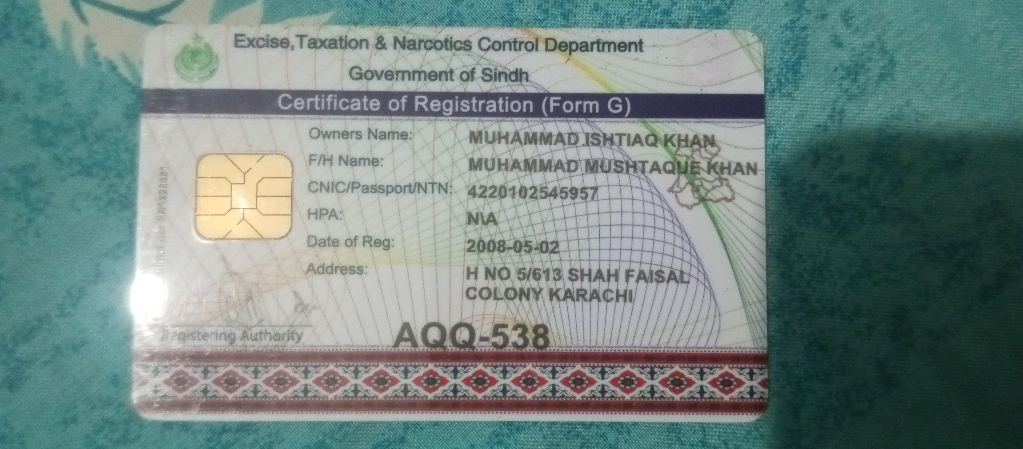 Excise,Taxation & Narcotics Control Department
Government of Sindh
Certificate of Registration (Form G)
Owners Name: MUHAMMAD ISHTIAQ KHAN
F/H Name: MUHAMMAD MUSHTAQUE KHAN
CNIC/Passport/NTN: 4220102545957
HPA: N\A
Date of Reg: 2008-05-02
Address: H NO 5/613 SHAH FAISAL
COLONY KARACHI
Registering Authority
AQQ-538